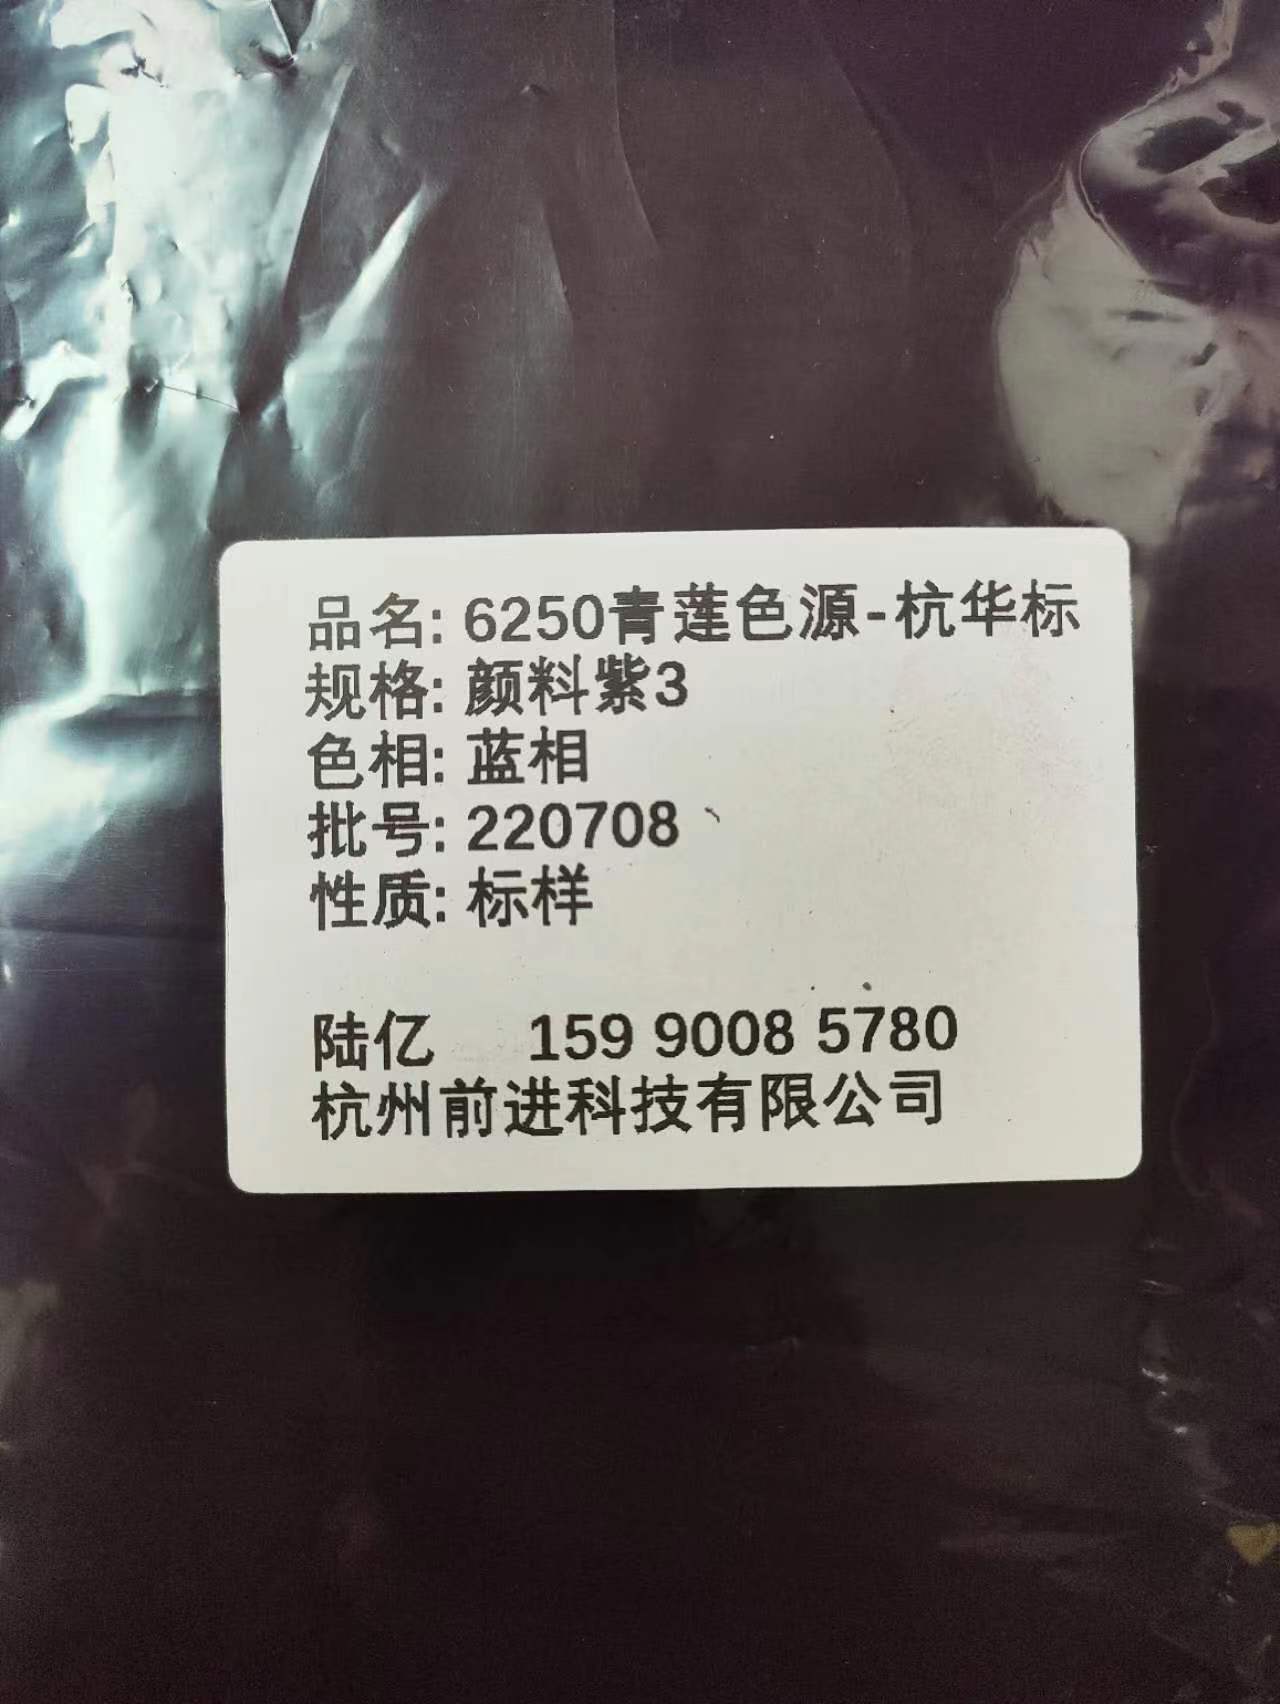 品名: 6250青莲色源-杭华标
规格: 颜料紫3
色相: 蓝相
批号: 220708
性质: 标样
陆亿 159 9008 5780
杭州前进科技有限公司